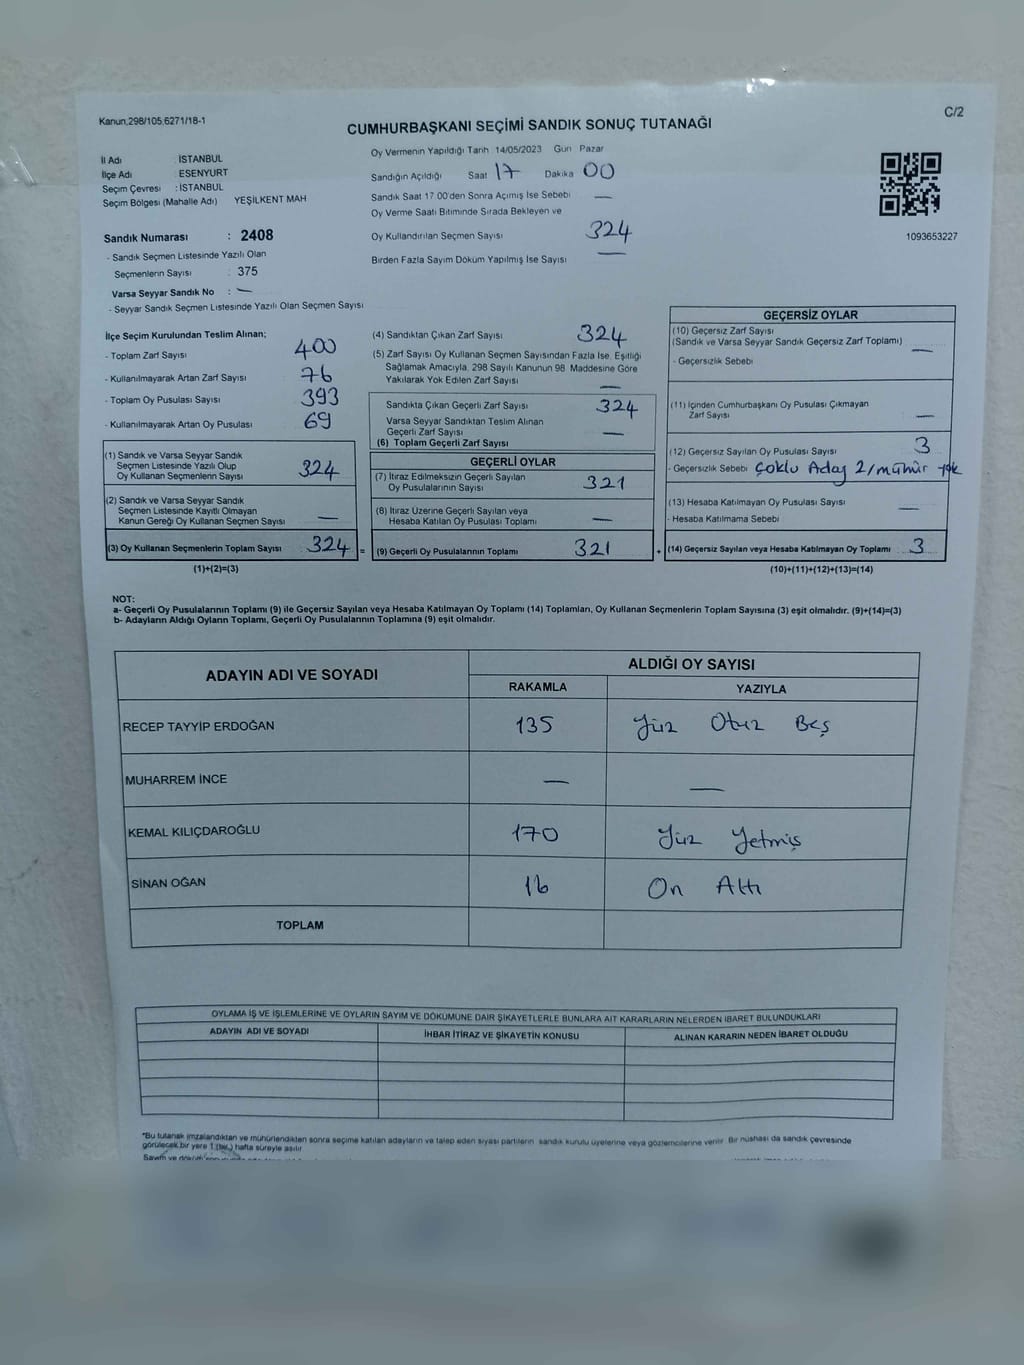 Kanun,298/105,6271/18-1
C/2
CUMHURBAŞKANI SEÇİMİ SANDIK SONUÇ TUTANAĞI
İl Adı : İSTANBUL
İlçe Adı : ESENYURT
Seçim Çevresi : İSTANBUL
Seçim Bölgesi (Mahalle Adı) YEŞİLKENT MAH
Sandık Numarası : 2408
- Sandık Seçmen Listesinde Yazılı Olan
Seçmenlerin Sayısı : 375
Varsa Seyyar Sandık No : —
- Seyyar Sandık Seçmen Listesinde Yazılı Olan Seçmen Sayısı
Oy Vermenin Yapıldığı Tarih 14/05/2023 Gün Pazar
Sandığın Açıldığı Saat 17 Dakika 00
Sandık Saat 17.00'den Sonra Açılmış İse Sebebi —
Oy Verme Saati Bitiminde Sırada Bekleyen ve
Oy Kullandırılan Seçmen Sayısı 324
Birden Fazla Sayım Döküm Yapılmış İse Sayısı —
1093653227
İlçe Seçim Kurulundan Teslim Alınan;
- Toplam Zarf Sayısı 400
- Kullanılmayarak Artan Zarf Sayısı 76
- Toplam Oy Pusulası Sayısı 393
- Kullanılmayarak Artan Oy Pusulası 69
(1) Sandık ve Varsa Seyyar Sandık
Seçmen Listesinde Yazılı Olup
Oy Kullanan Seçmenlerin Sayısı 324
(2) Sandık ve Varsa Seyyar Sandık
Seçmen Listesinde Kayıtlı Olmayan
Kanun Gereği Oy Kullanan Seçmen Sayısı —
(3) Oy Kullanan Seçmenlerin Toplam Sayısı 324 =
(1)+(2)=(3)
(4) Sandıktan Çıkan Zarf Sayısı 324
(5) Zarf Sayısı Oy Kullanan Seçmen Sayısından Fazla İse, Eşitliği
Sağlamak Amacıyla, 298 Sayılı Kanunun 98. Maddesine Göre
Yakılarak Yok Edilen Zarf Sayısı —
Sandıkta Çıkan Geçerli Zarf Sayısı 324
Varsa Seyyar Sandıktan Teslim Alınan
Geçerli Zarf Sayısı —
(6) Toplam Geçerli Zarf Sayısı
GEÇERLİ OYLAR
(7) İtiraz Edilmeksizin Geçerli Sayılan
Oy Pusulalarının Sayısı 321
(8) İtiraz Üzerine Geçerli Sayılan veya
Hesaba Katılan Oy Pusulası Toplamı —
(9) Geçerli Oy Pusulalarının Toplamı 321 +
GEÇERSİZ OYLAR
(10) Geçersiz Zarf Sayısı
(Sandık ve Varsa Seyyar Sandık Geçersiz Zarf Toplamı) —
- Geçersizlik Sebebi
(11) İçinden Cumhurbaşkanı Oy Pusulası Çıkmayan
Zarf Sayısı —
(12) Geçersiz Sayılan Oy Pusulası Sayısı 3
- Geçersizlik Sebebi Çoklu Aday 2/mühür yok
(13) Hesaba Katılmayan Oy Pusulası Sayısı —
- Hesaba Katılmama Sebebi
(14) Geçersiz Sayılan veya Hesaba Katılmayan Oy Toplamı 3
(10)+(11)+(12)+(13)=(14)
NOT:
a- Geçerli Oy Pusulalarının Toplamı (9) ile Geçersiz Sayılan veya Hesaba Katılmayan Oy Toplamı (14) Toplamları, Oy Kullanan Seçmenlerin Toplam Sayısına (3) eşit olmalıdır. (9)+(14)=(3)
b- Adayların Aldığı Oyların Toplamı, Geçerli Oy Pusulalarının Toplamına (9) eşit olmalıdır.
ADAYIN ADI VE SOYADI
ALDIĞI OY SAYISI
RAKAMLA YAZIYLA
RECEP TAYYİP ERDOĞAN 135 Yüz Otuz Beş
MUHARREM İNCE — —
KEMAL KILIÇDAROĞLU 170 Yüz Yetmiş
SİNAN OĞAN 16 On Altı
TOPLAM
OYLAMA İŞ VE İŞLEMLERİNE VE OYLARIN SAYIM VE DÖKÜMÜNE DAİR ŞİKAYETLERLE BUNLARA AİT KARARLARIN NELERDEN İBARET BULUNDUKLARI
ADAYIN ADI VE SOYADI İHBAR İTİRAZ VE ŞİKAYETİN KONUSU ALINAN KARARIN NEDEN İBARET OLDUĞU
*Bu tutanak imzalandıktan ve mühürlendikten sonra seçime katılan adayların ve talep eden siyasi partilerin sandık kurulu üyelerine veya gözlemcilerine verilir. Bir nüshası da sandık çevresinde
görülecek bir yere 1 (bir) hafta süreyle asılır
Sayım ve